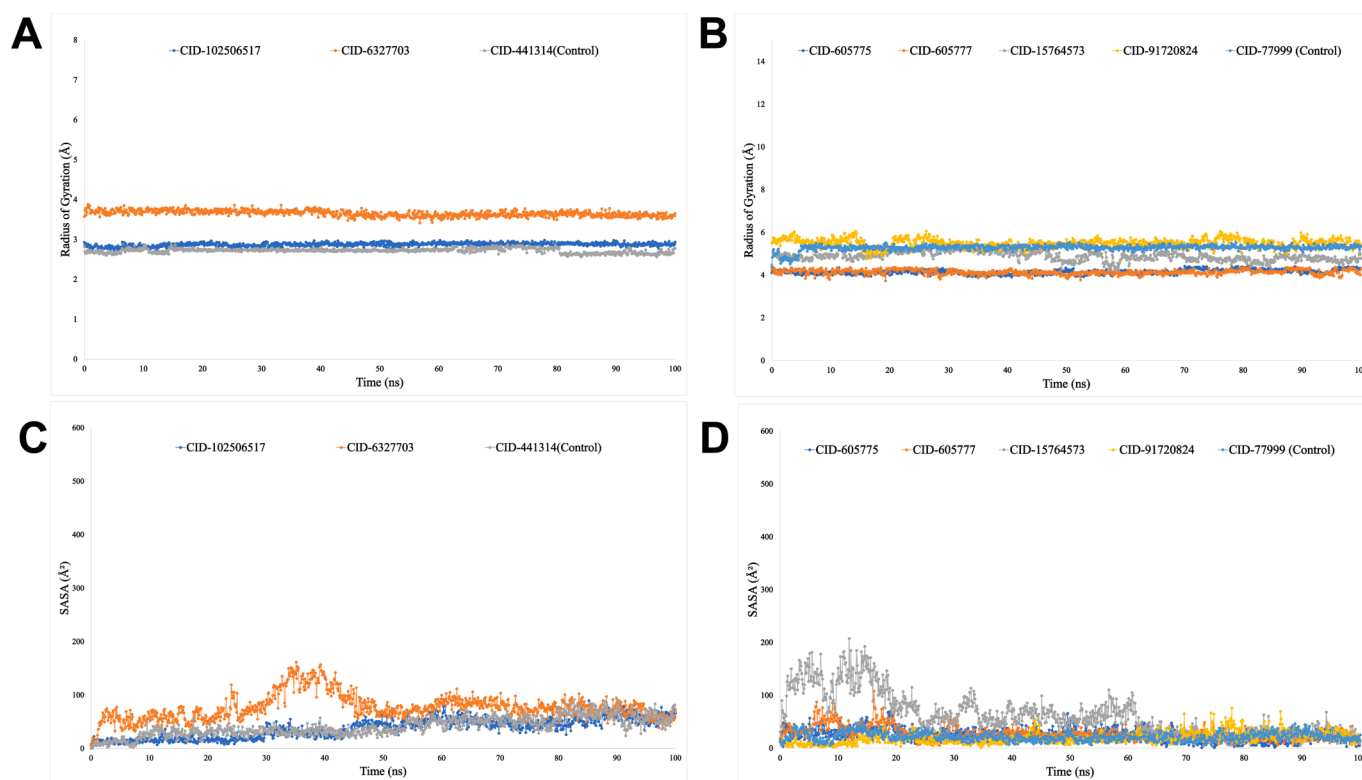 A
CID-102506517 CID-6327703 CID-441314(Control)
Radius of Gyration (Å)
8
7
6
5
4
3
2
1
0
0 10 20 30 40 50 60 70 80 90 100
Time (ns)
B
CID-605775 CID-605777 CID-15764573 CID-91720824 CID-77999 (Control)
Radius of Gyration (Å)
14
12
10
8
6
4
2
0
0 10 20 30 40 50 60 70 80 90 100
Time (ns)
C
CID-102506517 CID-6327703 CID-441314(Control)
SASA (Å²)
600
500
400
300
200
100
0
0 10 20 30 40 50 60 70 80 90 100
Time (ns)
D
CID-605775 CID-605777 CID-15764573 CID-91720824 CID-77999 (Control)
SASA (Å²)
600
500
400
300
200
100
0
0 10 20 30 40 50 60 70 80 90 100
Time (ns)